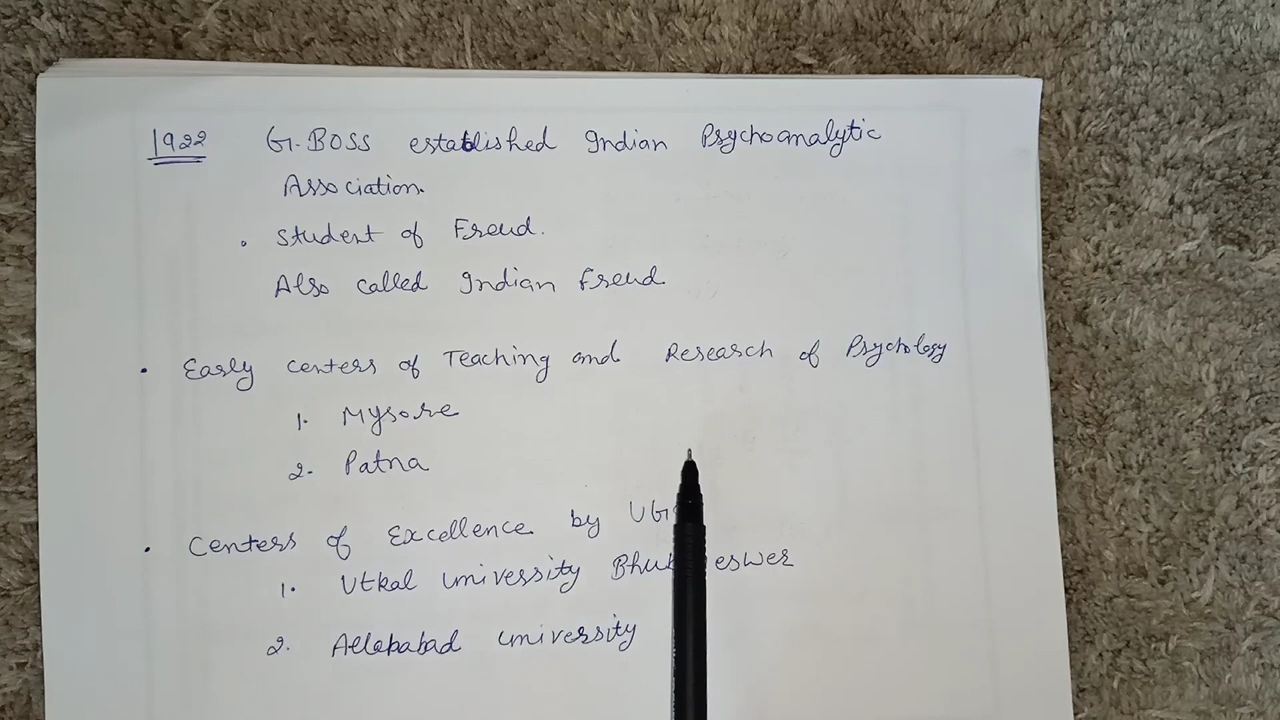 1922 G. BOSS established Indian Psychoanalytic
Association.
. Student of Freud.
Also called Indian Freud
. Early centers of Teaching and Research of Psychology
1. Mysore
2. Patna
. Centers of Excellence by
1. Utkal University
2. Allahabad University